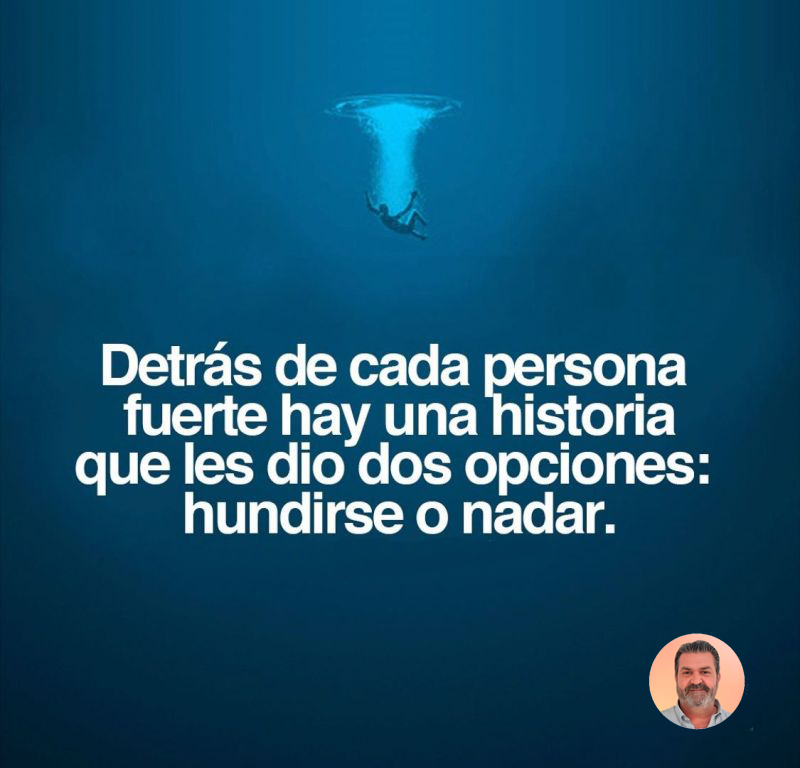 Detrás de cada persona
fuerte hay una historia
que les dio dos opciones:
hundirse o nadar.